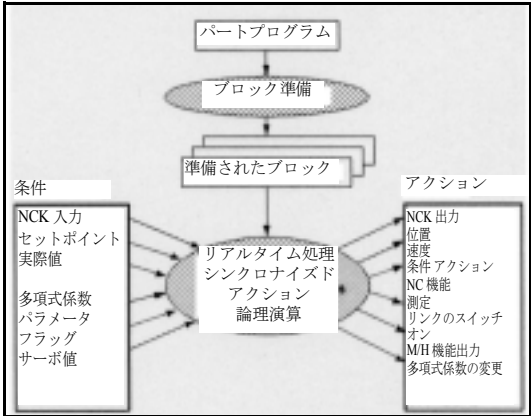 パートプログラム
ブロック準備
準備されたブロック
条件
NCK 入力
セットポイント
実際値
多項式係数
パラメータ
フラッグ
サーボ値
リアルタイム処理
シンクロナイズド
アクション
論理演算
アクション
NCK 出力
位置
速度
条件 アクション
NC 機能
測定
リンクのスイッチ
オン
M/H 機能出力
多項式係数の変更